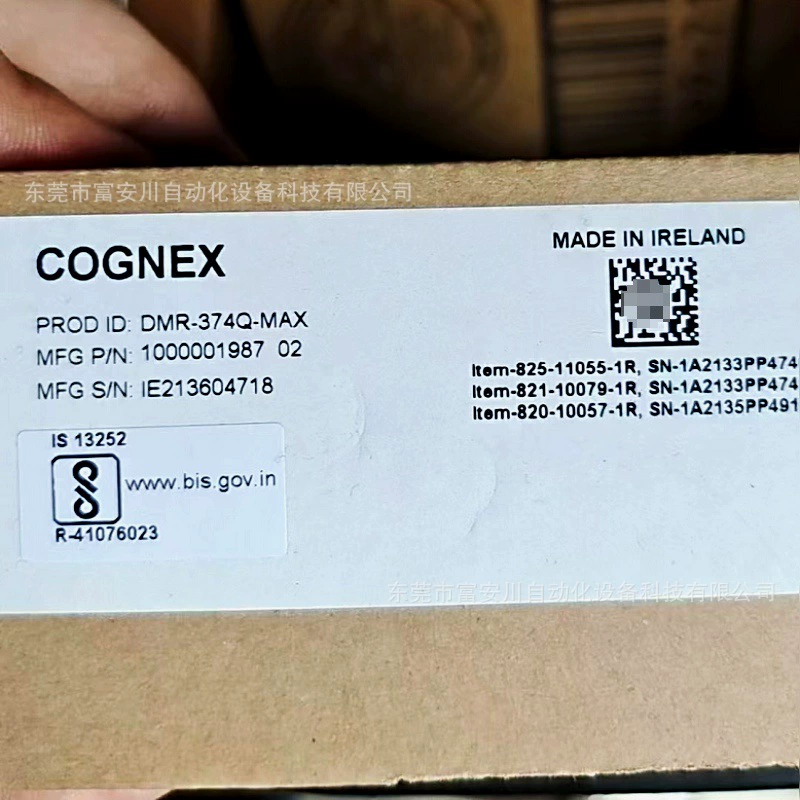 东莞市富安川自动化设备科技有限公司
COGNEX
PROD ID: DMR-374Q-MAX
MFG P/N: 1000001987 02
MFG S/N: IE213604718
MADE IN IRELAND
Item-825-11055-1R, SN-1A2133PP474
Item-821-10079-1R, SN-1A2133PP474
Item-820-10057-1R, SN-1A2135PP491
IS 13252
www.bis.gov.in
R-41076023
东莞市富安川自动化设备科技有限公司